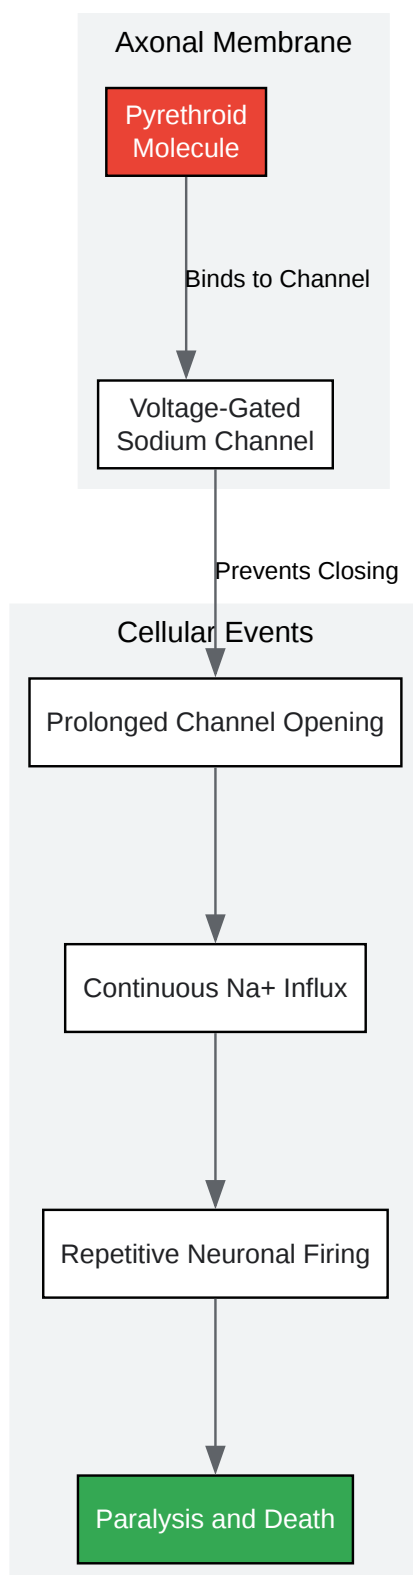 Axonal Membrane
Pyrethroid
Molecule
Binds to Channel
Voltage-Gated
Sodium Channel
Prevents Closing
Cellular Events
Prolonged Channel Opening
Continuous Na+ Influx
Repetitive Neuronal Firing
Paralysis and Death